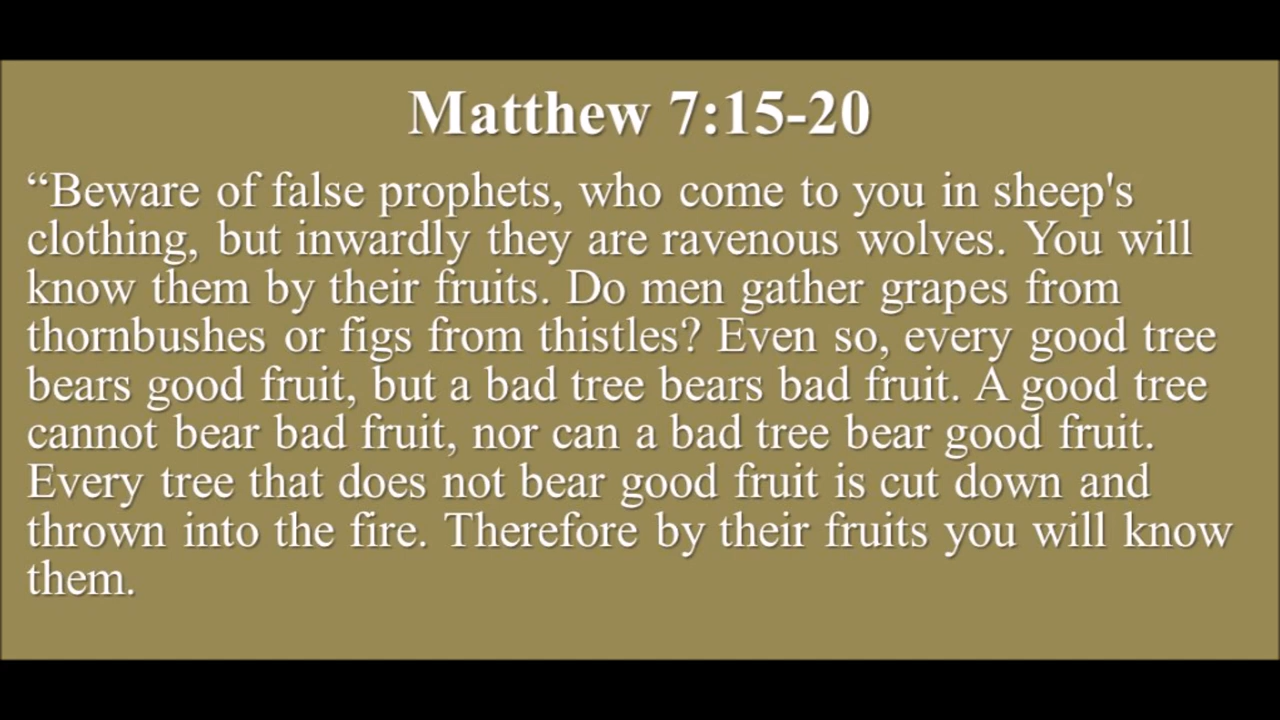 Matthew 7:15-20
“Beware of false prophets, who come to you in sheep's
clothing, but inwardly they are ravenous wolves. You will
know them by their fruits. Do men gather grapes from
thornbushes or figs from thistles? Even so, every good tree
bears good fruit, but a bad tree bears bad fruit. A good tree
cannot bear bad fruit, nor can a bad tree bear good fruit.
Every tree that does not bear good fruit is cut down and
thrown into the fire. Therefore by their fruits you will know
them.